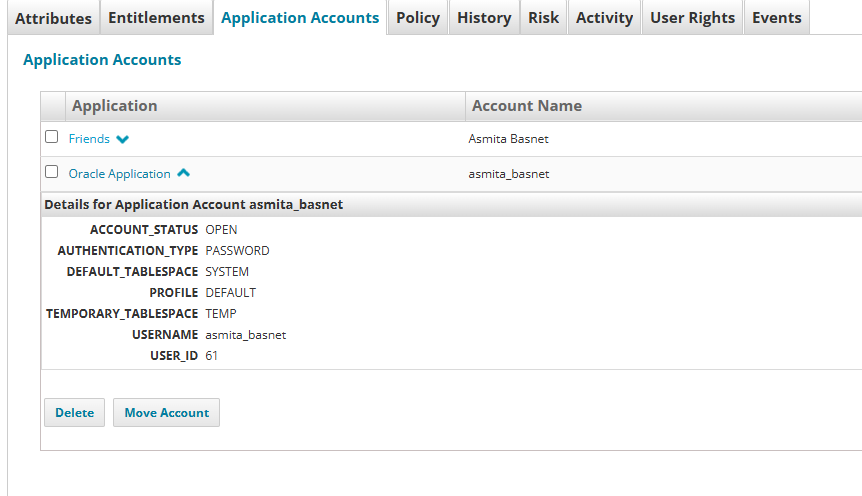 Attributes Entitlements Application Accounts Policy History Risk Activity User Rights Events
Application Accounts
Application Account Name
Friends Asmita Basnet
Oracle Application asmita_basnet
Details for Application Account asmita_basnet
ACCOUNT_STATUS OPEN
AUTHENTICATION_TYPE PASSWORD
DEFAULT_TABLESPACE SYSTEM
PROFILE DEFAULT
TEMPORARY_TABLESPACE TEMP
USERNAME asmita_basnet
USER_ID 61
Delete Move Account